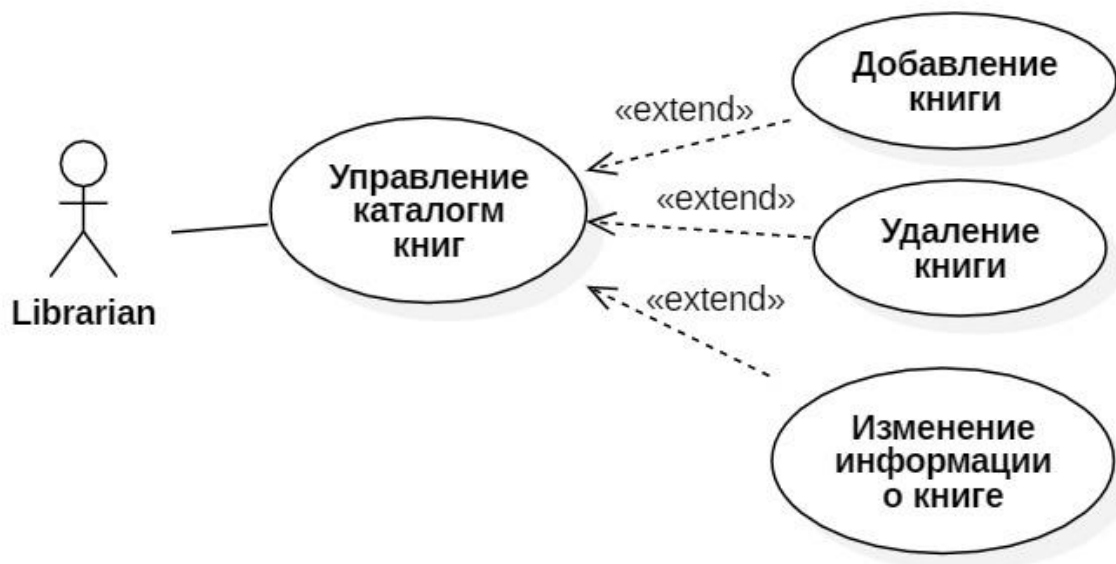 Добавление
книги
«extend»
Управление
каталогм
книг
«extend»
Удаление
книги
«extend»
Librarian
Изменение
информации
о книге